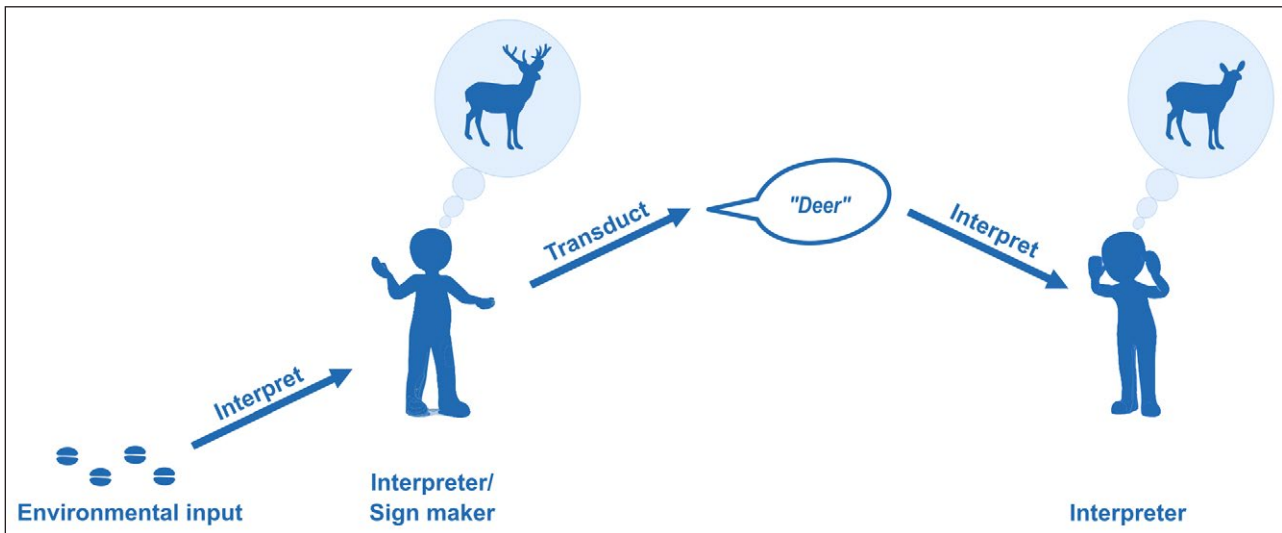 Interpret
Environmental input
Interpreter/
Sign maker
Transduct
"Deer"
Interpret
Interpreter